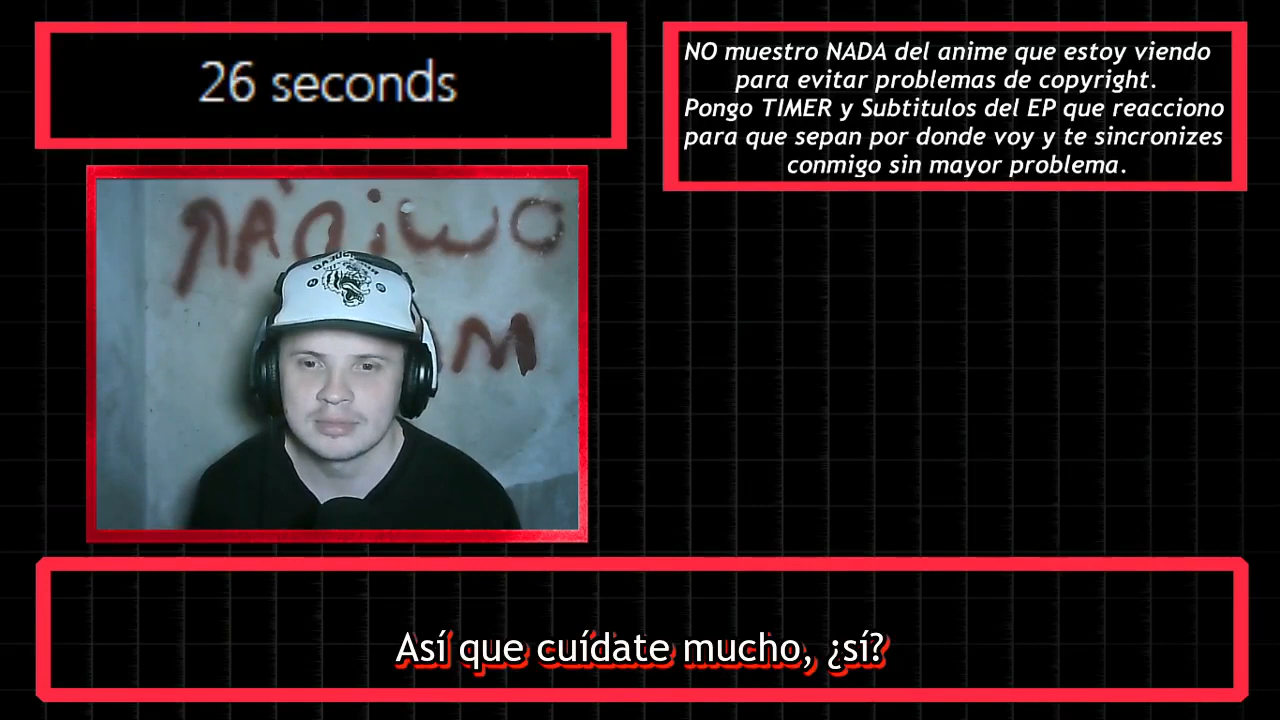 26 seconds
NO muestro NADA del anime que estoy viendo
para evitar problemas de copyright.
Pongo TIMER y Subtitulos del EP que reacciono
para que sepan por donde voy y te sincronizes
conmigo sin mayor problema.
Así que cuídate mucho, ¿sí?